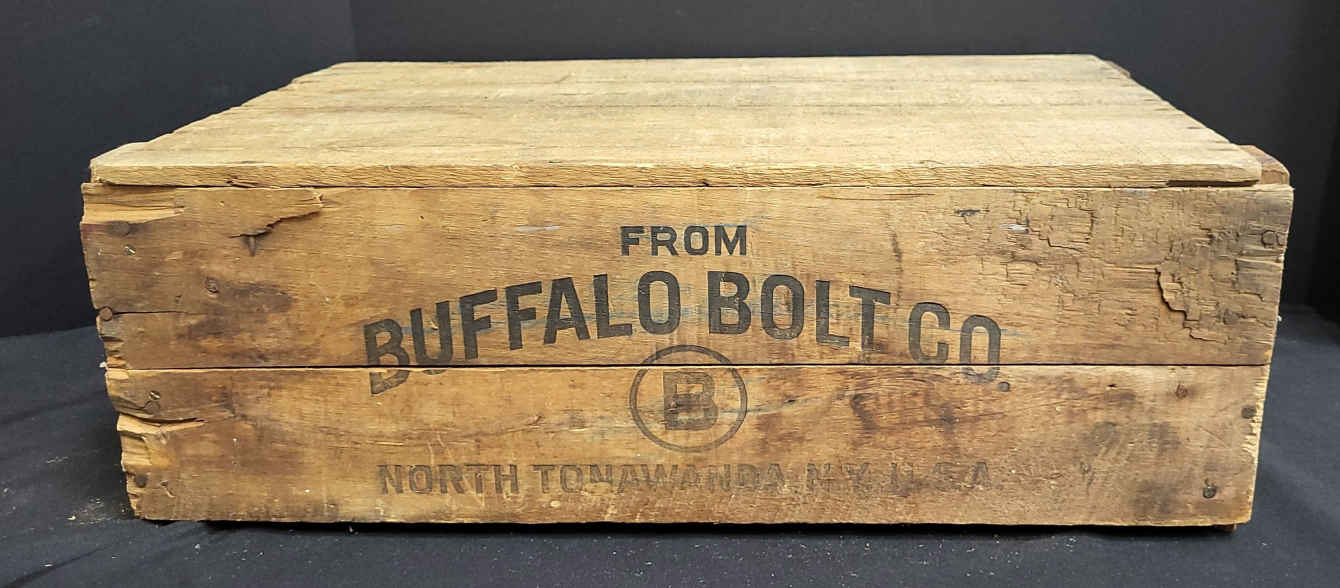 FROM
BUFFALO BOLT CO.
B
NORTH TONAWANDA, N.Y. U.S.A.